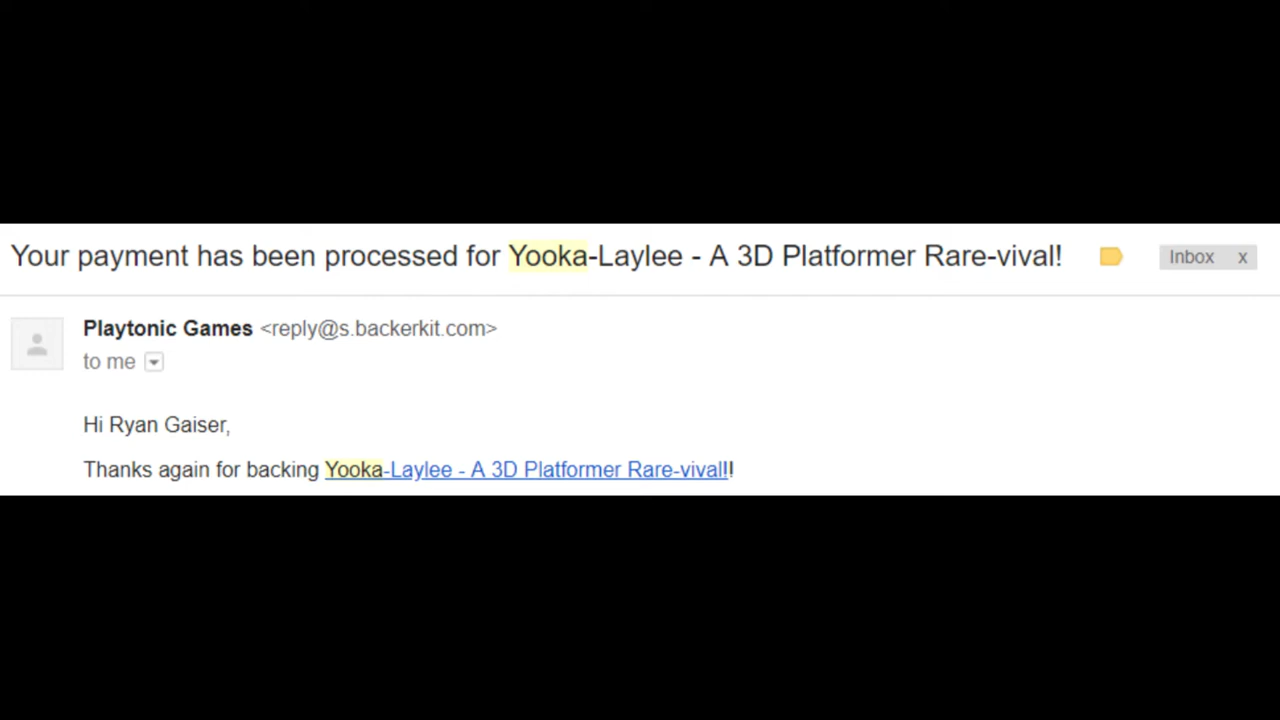 Your payment has been processed for Yooka-Laylee - A 3D Platformer Rare-vival! Inbox x
Playtonic Games <reply@s.backerkit.com>
to me
Hi Ryan Gaiser,
Thanks again for backing Yooka-Laylee - A 3D Platformer Rare-vival!!